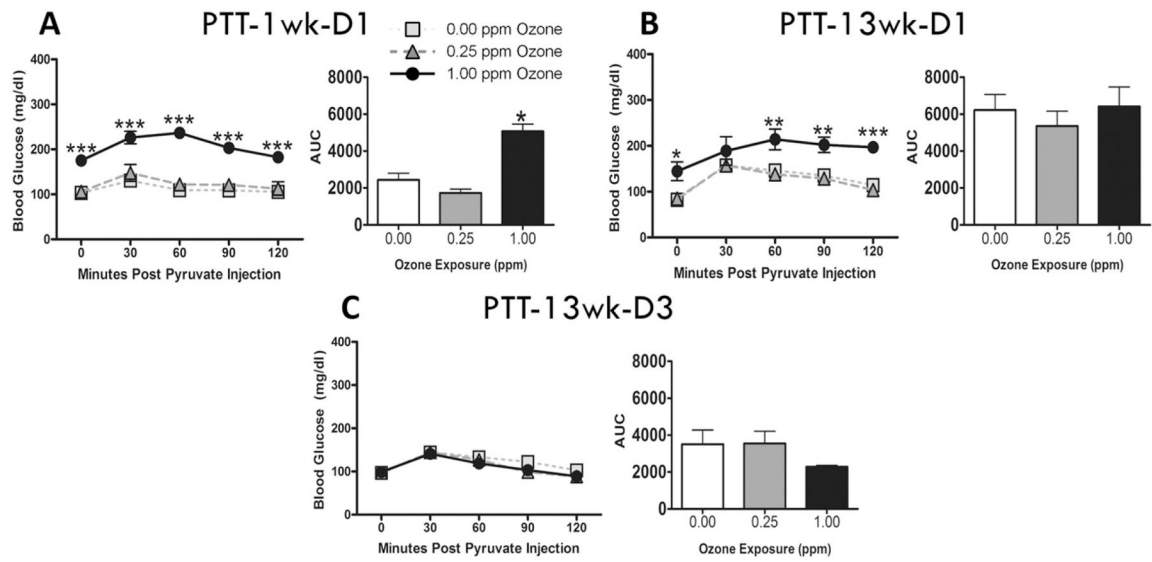 A PTT-1wk-D1
0.00 ppm Ozone
0.25 ppm Ozone
1.00 ppm Ozone
Blood Glucose (mg/dl)
400
300
200
100
0
*** *** *** *** ***
0 30 60 90 120
Minutes Post Pyruvate Injection
AUC
8000
6000
4000
2000
0
*
0.00 0.25 1.00
Ozone Exposure (ppm)
B PTT-13wk-D1
Blood Glucose (mg/dl)
400
300
200
100
0
* ** ** ***
0 30 60 90 120
Minutes Post Pyruvate Injection
AUC
8000
6000
4000
2000
0
0.00 0.25 1.00
Ozone Exposure (ppm)
C PTT-13wk-D3
Blood Glucose (mg/dl)
400
300
200
100
0
0 30 60 90 120
Minutes Post Pyruvate Injection
AUC
8000
6000
4000
2000
0
0.00 0.25 1.00
Ozone Exposure (ppm)